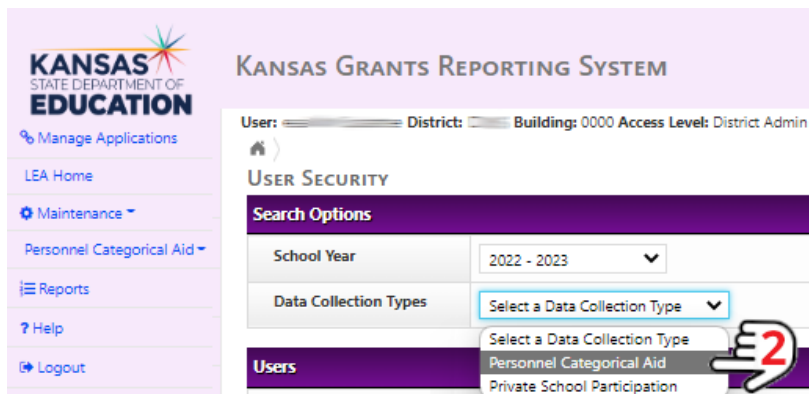 KANSAS
STATE DEPARTMENT OF
EDUCATION
Manage Applications
LEA Home
Maintenance
Personnel Categorical Aid
Reports
? Help
Logout
KANSAS GRANTS REPORTING SYSTEM
User: District: Building: 0000 Access Level: District Admin
USER SECURITY
Search Options
School Year
2022 - 2023
Data Collection Types
Select a Data Collection Type
Select a Data Collection Type
Personnel Categorical Aid
Private School Participation
2
Users